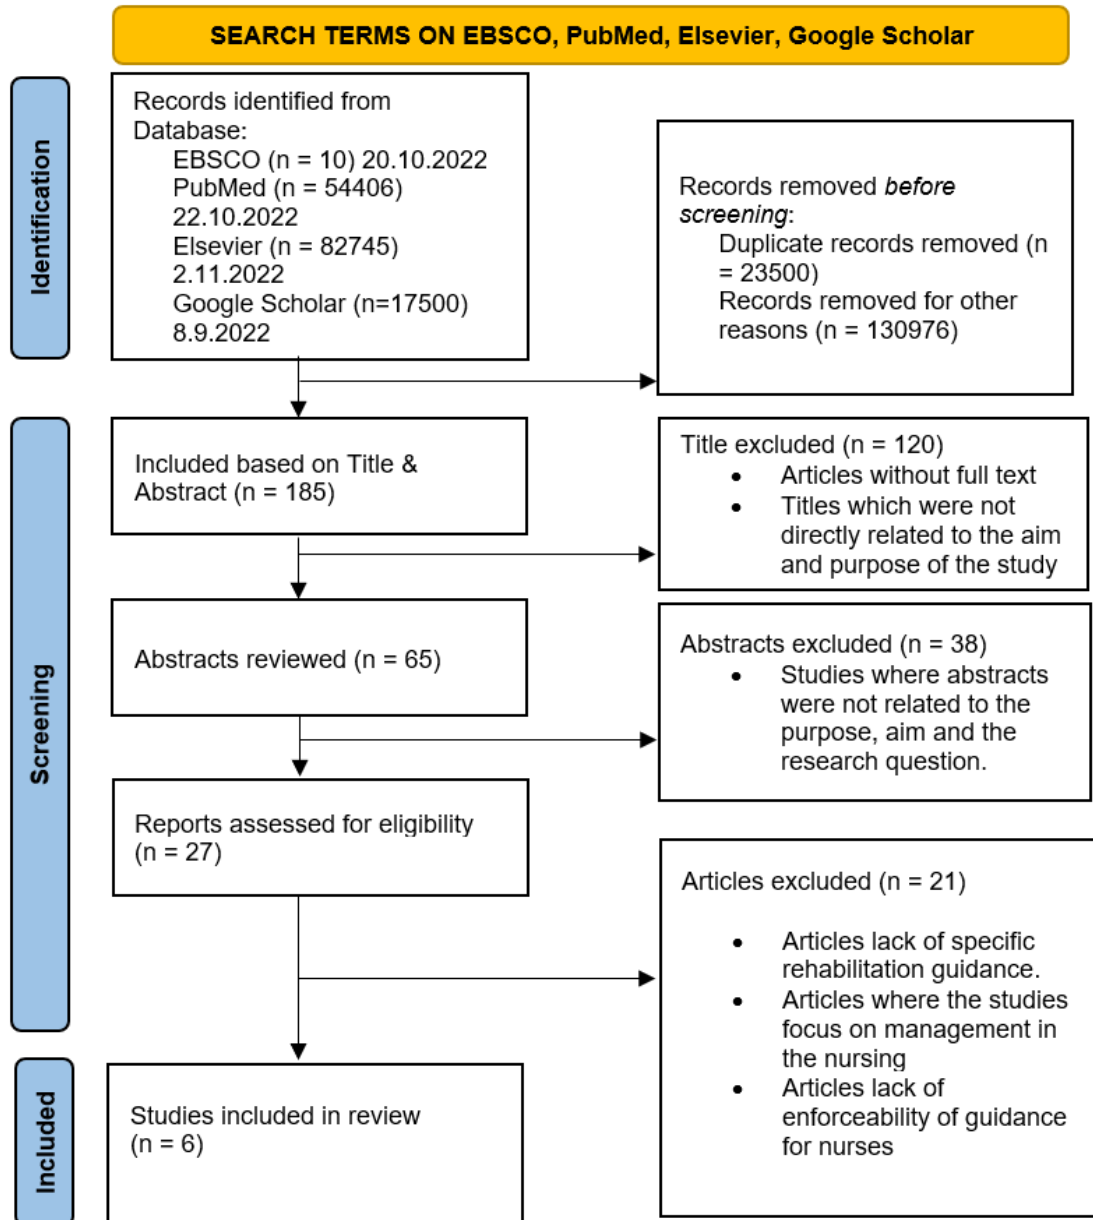 SEARCH TERMS ON EBSCO, PubMed, Elsevier, Google Scholar
Identification
Records identified from
Database:
EBSCO (n = 10) 20.10.2022
PubMed (n = 54406)
22.10.2022
Elsevier (n = 82745)
2.11.2022
Google Scholar (n=17500)
8.9.2022
Records removed before
screening:
Duplicate records removed (n
= 23500)
Records removed for other
reasons (n = 130976)
Screening
Included based on Title &
Abstract (n = 185)
Title excluded (n = 120)
• Articles without full text
• Titles which were not
directly related to the aim
and purpose of the study
Abstracts reviewed (n = 65)
Abstracts excluded (n = 38)
• Studies where abstracts
were not related to the
purpose, aim and the
research question.
Reports assessed for eligibility
(n = 27)
Articles excluded (n = 21)
• Articles lack of specific
rehabilitation guidance.
• Articles where the studies
focus on management in
the nursing
• Articles lack of
enforceability of guidance
for nurses
Included
Studies included in review
(n = 6)